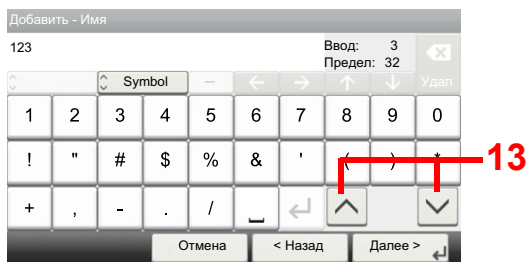 Добавить - Имя
123
Ввод: 3
Предел: 32
Symbol
Удал
1 2 3 4 5 6 7 8 9 0
! " # $ % & ' ( ) *
+ , - . /
Отмена < Назад Далее >
13